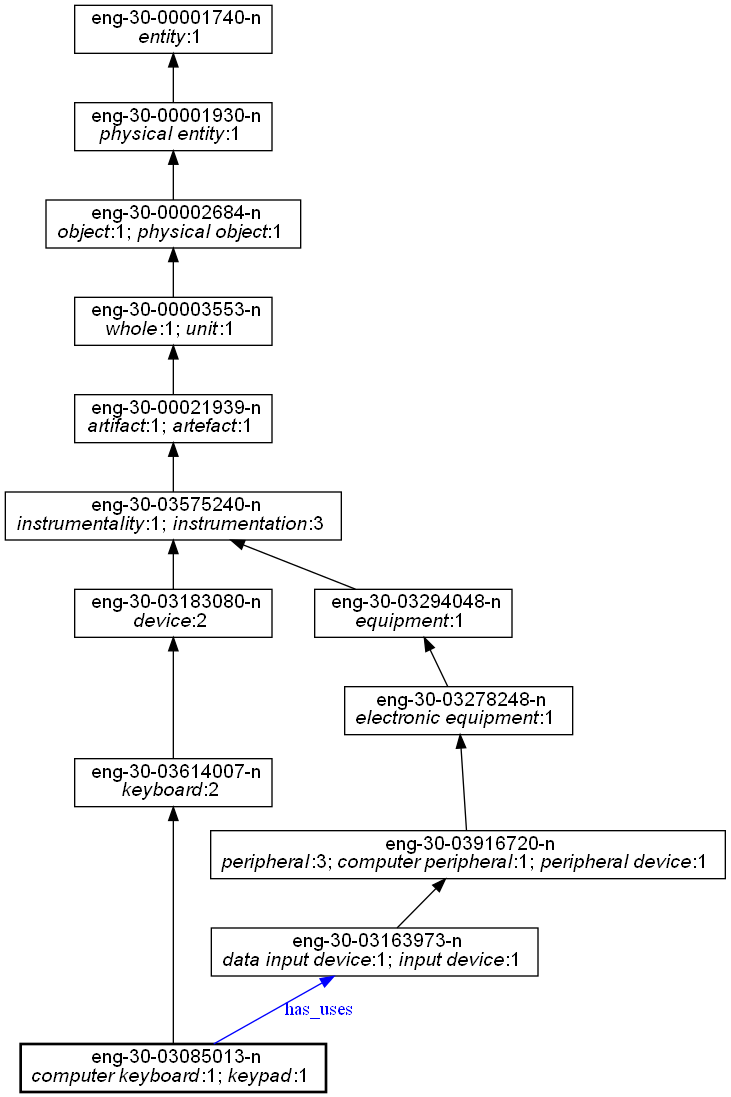 eng-30-00001740-n
entity:1
eng-30-00001930-n
physical entity:1
eng-30-00002684-n
object:1; physical object:1
eng-30-00003553-n
whole:1; unit:1
eng-30-00021939-n
artifact:1; artefact:1
eng-30-03575240-n
instrumentality:1; instrumentation:3
eng-30-03183080-n
device:2
eng-30-03294048-n
equipment:1
eng-30-03278248-n
electronic equipment:1
eng-30-03614007-n
keyboard:2
eng-30-03916720-n
peripheral:3; computer peripheral:1; peripheral device:1
eng-30-03163973-n
data input device:1; input device:1
has_uses
eng-30-03085013-n
computer keyboard:1; keypad:1